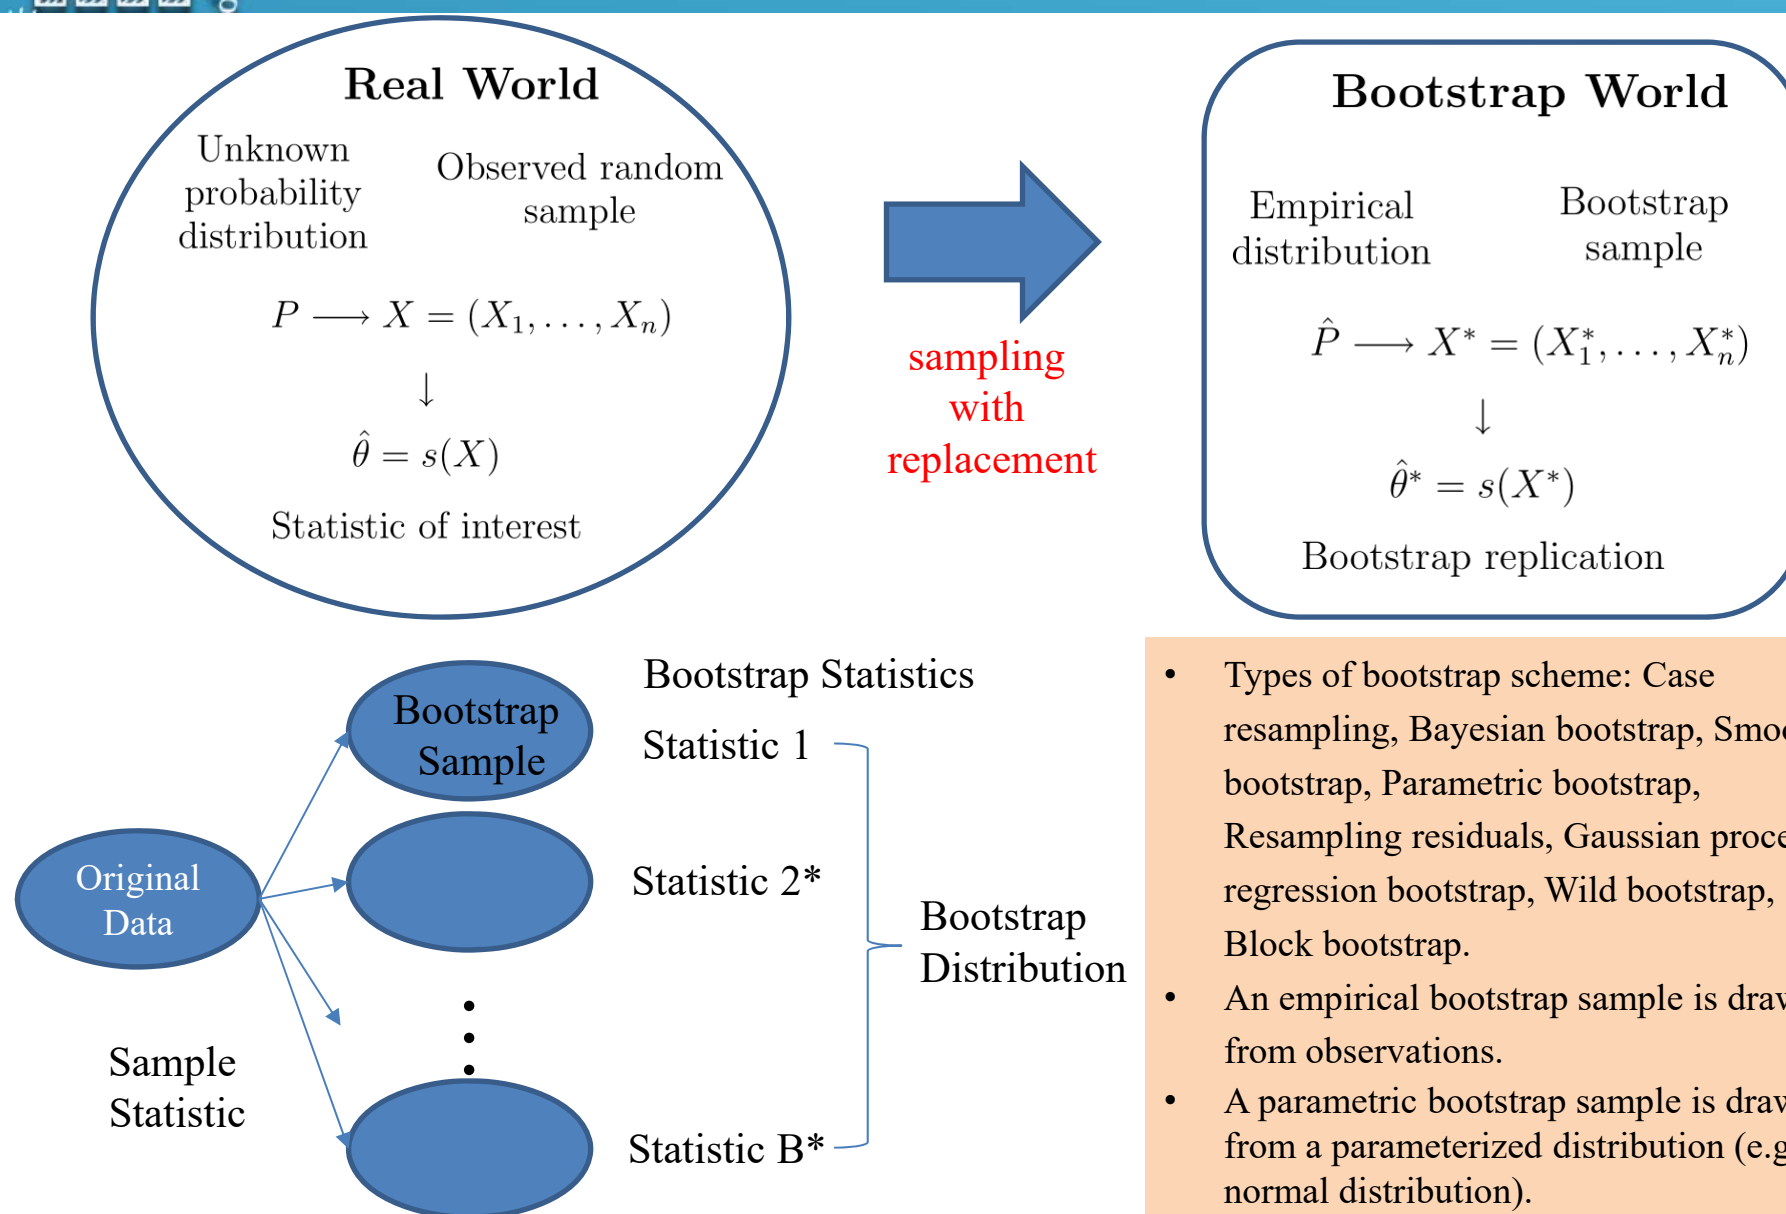 Real World
Unknown
probability
distribution
Observed random
sample
P ⟶ X = (X₁, . . . , Xₙ)
↓
θ̂ = s(X)
Statistic of interest
sampling
with
replacement
Bootstrap World
Empirical
distribution
Bootstrap
sample
P̂ ⟶ X* = (X₁*, . . . , Xₙ*)
↓
θ̂* = s(X*)
Bootstrap replication
Original
Data
Sample
Statistic
Bootstrap
Sample
Bootstrap Statistics
Statistic 1
Statistic 2*
Statistic B*
Bootstrap
Distribution
• Types of bootstrap scheme: Case
resampling, Bayesian bootstrap,
bootstrap, Parametric bootstrap,
Resampling residuals, Gaussian
regression bootstrap, Wild bootstrap,
Block bootstrap.
• An empirical bootstrap sample is
from observations.
• A parametric bootstrap sample is
from a parameterized distribution (e.g
normal distribution).